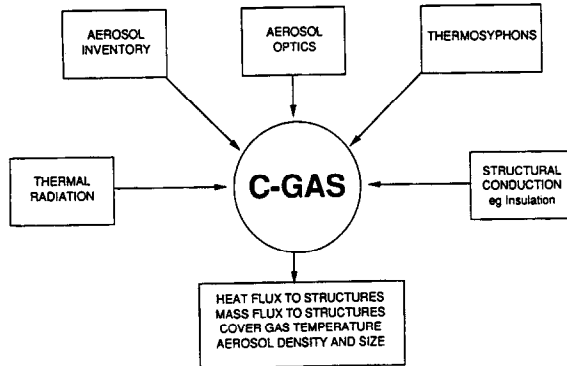 AEROSOL
INVENTORY
AEROSOL
OPTICS
THERMOSYPHONS
THERMAL
RADIATION
C-GAS
STRUCTURAL
CONDUCTION
eg Insulation
HEAT FLUX TO STRUCTURES
MASS FLUX TO STRUCTURES
COVER GAS TEMPERATURE
AEROSOL DENSITY AND SIZE